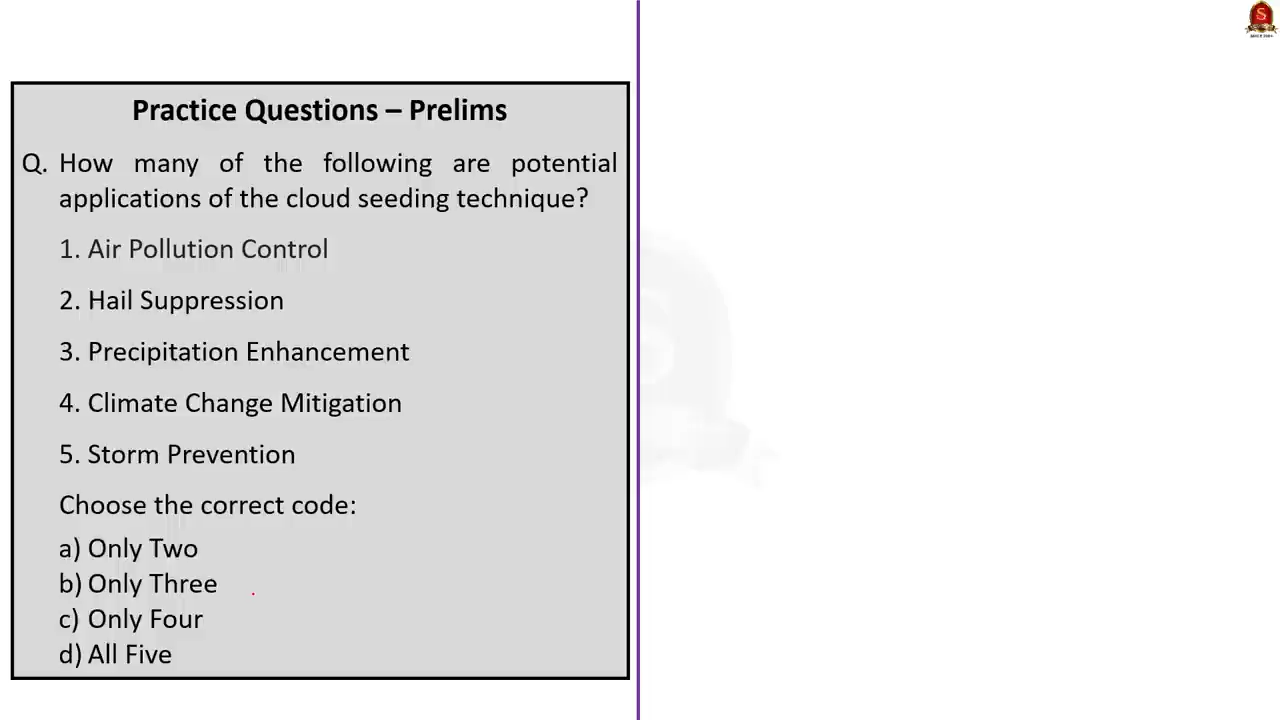 Practice Questions – Prelims
Q. How many of the following are potential
applications of the cloud seeding technique?
1. Air Pollution Control
2. Hail Suppression
3. Precipitation Enhancement
4. Climate Change Mitigation
5. Storm Prevention
Choose the correct code:
a) Only Two
b) Only Three
c) Only Four
d) All Five